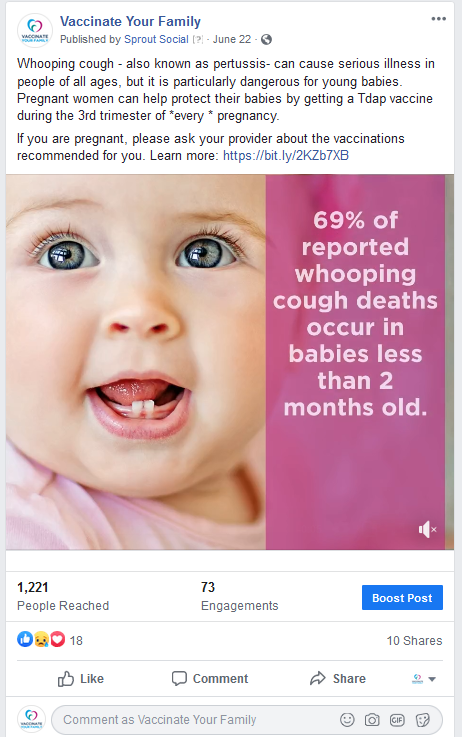 Vaccinate Your Family
Published by Sprout Social [?] · June 22 ·
Whooping cough - also known as pertussis- can cause serious illness in
people of all ages, but it is particularly dangerous for young babies.
Pregnant women can help protect their babies by getting a Tdap vaccine
during the 3rd trimester of *every * pregnancy.
If you are pregnant, please ask your provider about the vaccinations
recommended for you. Learn more: https://bit.ly/2KZb7XB
69% of
reported
whooping
cough deaths
occur in
babies less
than 2
months old.
1,221
People Reached
73
Engagements
Boost Post
18
10 Shares
Like
Comment
Share
Comment as Vaccinate Your Family
GIF